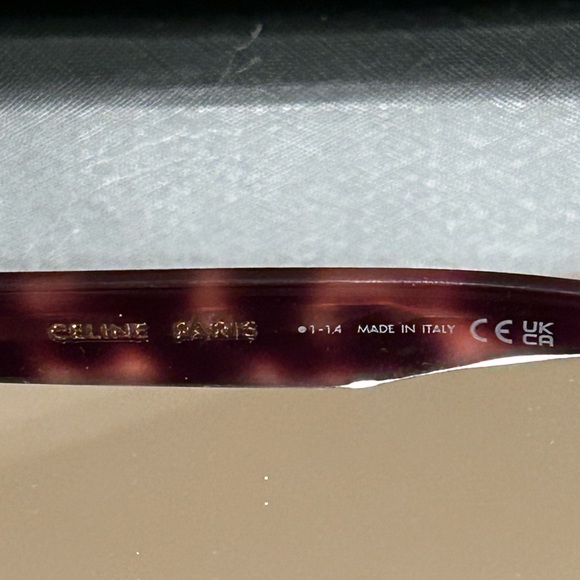 CELINE PARIS ●1-1.4 MADE IN ITALY CE UKCA